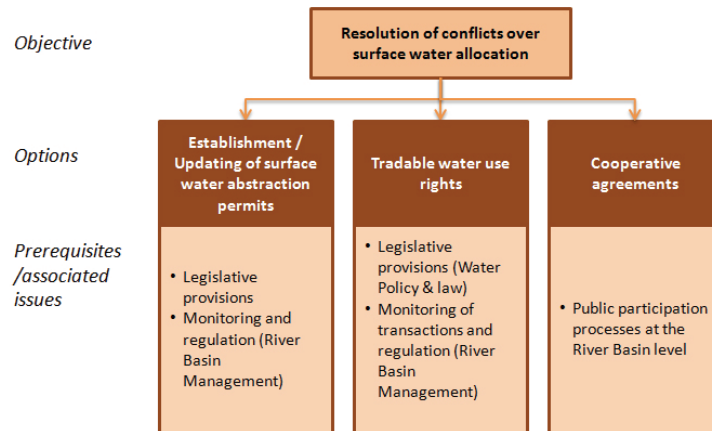 Objective
Resolution of conflicts over
surface water allocation
Options
Establishment /
Updating of surface
water abstraction
permits
Tradable water use
rights
Cooperative
agreements
Prerequisites
/associated
issues
• Legislative
provisions
• Monitoring and
regulation (River
Basin
Management)
• Legislative
provisions (Water
Policy & law)
• Monitoring of
transactions and
regulation (River
Basin
Management)
• Public participation
processes at the
River Basin level